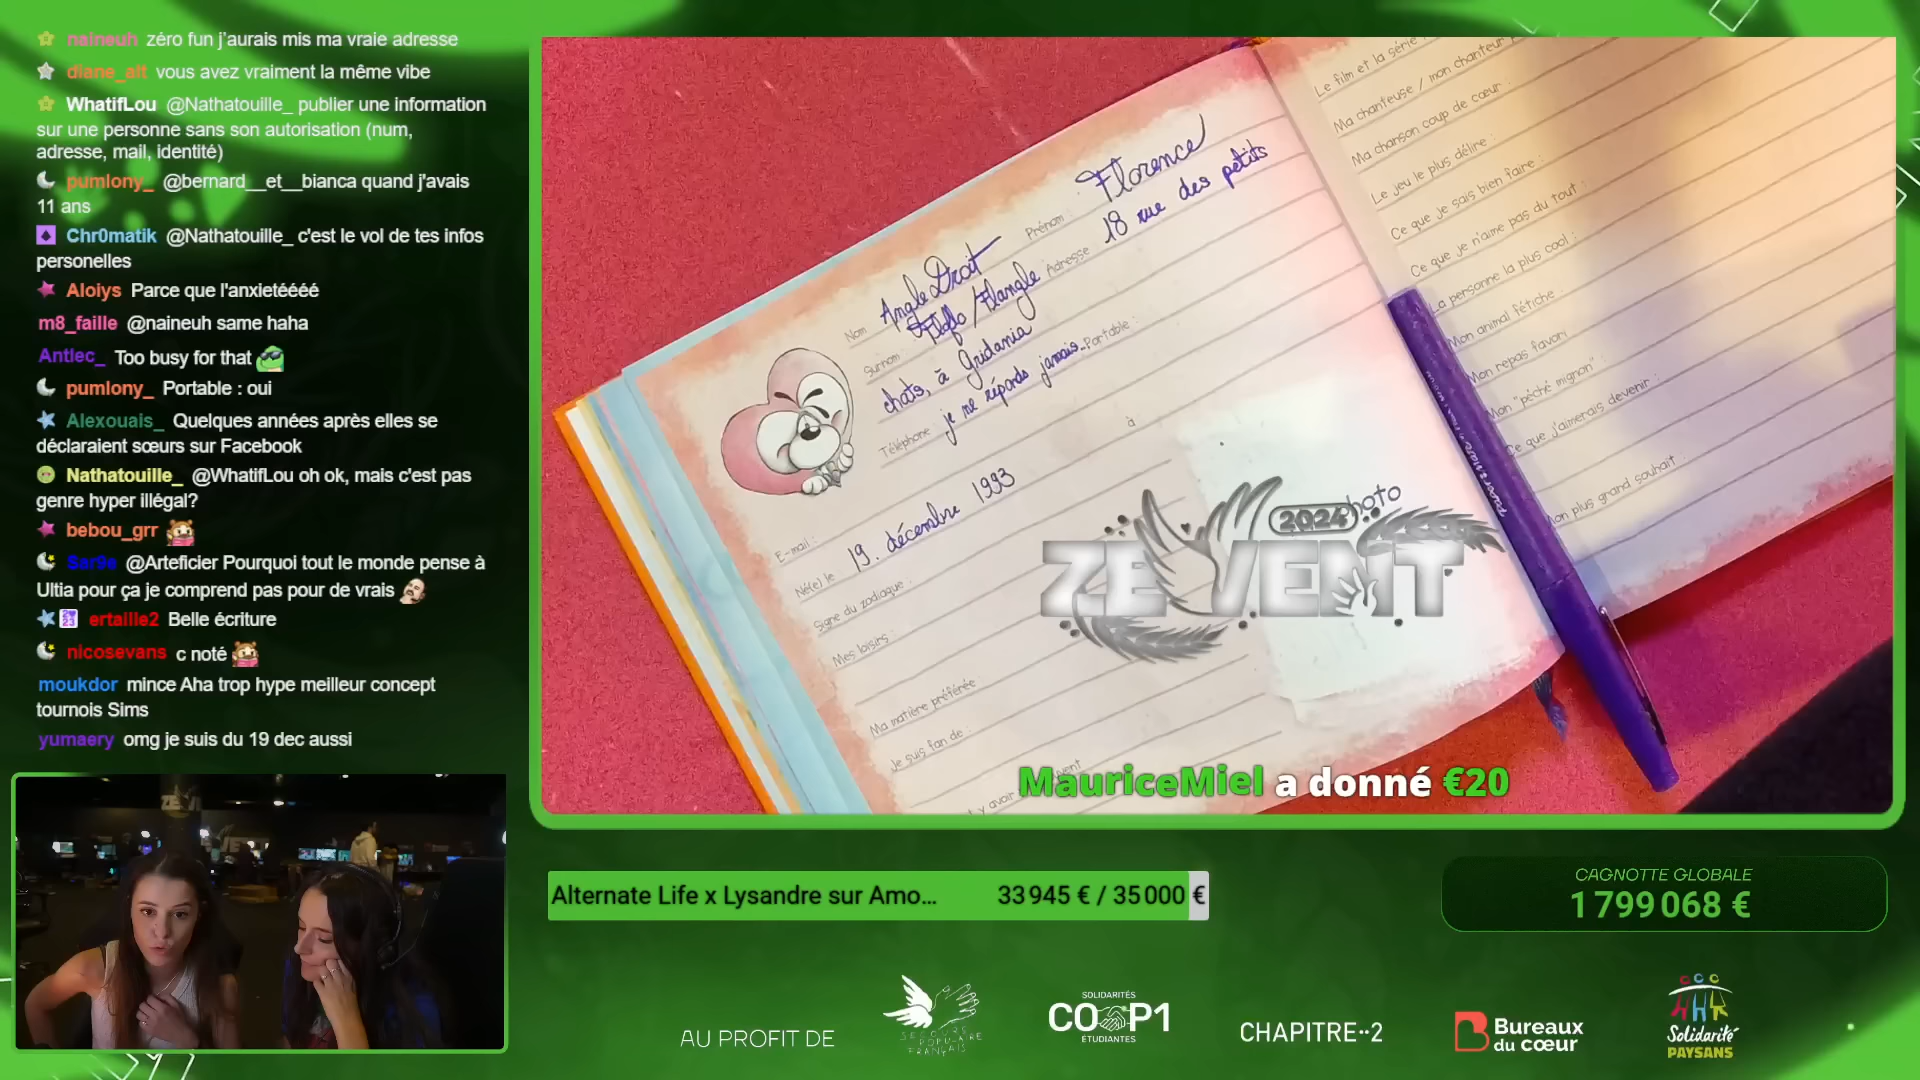 naineuh zéro fun j'aurais mis ma vraie adresse
diane_alt vous avez vraiment la même vibe
WhatifLou @Nathatouille_ publier une information
sur une personne sans son autorisation (num,
adresse, mail, identité)
pumlony_ @bernard__et__bianca quand j'avais
11 ans
Chr0matik @Nathatouille_ c'est le vol de tes infos
personelles
Aloiys Parce que l'anxietéééé
m8_faille @naineuh same haha
Antlec_ Too busy for that
pumlony_ Portable : oui
Alexouais_ Quelques années après elles se
déclaraient sœurs sur Facebook
Nathatouille_ @WhatifLou oh ok, mais c'est pas
genre hyper illégal?
bebou_grr
Sar9e @Arteficier Pourquoi tout le monde pense à
Ultia pour ça je comprend pas pour de vrais
ertaille2 Belle écriture
nicosevans c noté
moukdor mince Aha trop hype meilleur concept
tournois Sims
yumaery omg je suis du 19 dec aussi
Nom Angle Droit Prénom : Florence
Surnom : Floflo / Flangle Adresse 18 rue des petits
chats, à Gridania
Téléphone je ne réponds jamais. Portable :
à
E-mail :
Né(e) le 19. décembre 1993
Signe du zodiaque :
Mes loisirs :
Ma matière préférée
Je suis fan de :
photo
Le film et la série
Ma chanteuse / mon chanteur
Ma chanson coup de cœur :
Le jeu le plus délire :
Ce que je sais bien faire :
Ce que je n'aime pas du tout :
La personne la plus cool :
Mon animal fétiche :
Mon repas favori
Mon "péché mignon" :
Ce que j'aimerais devenir :
Mon plus grand souhait :
2024
ZEVENT
MauriceMiel a donné €20
Alternate Life x Lysandre sur Amo... 33 945 € / 35 000 €
CAGNOTTE GLOBALE
1 799 068 €
AU PROFIT DE
SECOURS
POPULAIRE
FRANÇAIS
SOLIDARITÉS
COP1
ÉTUDIANTES
CHAPITRE··2
Bureaux
du cœur
Solidarité
PAYSANS